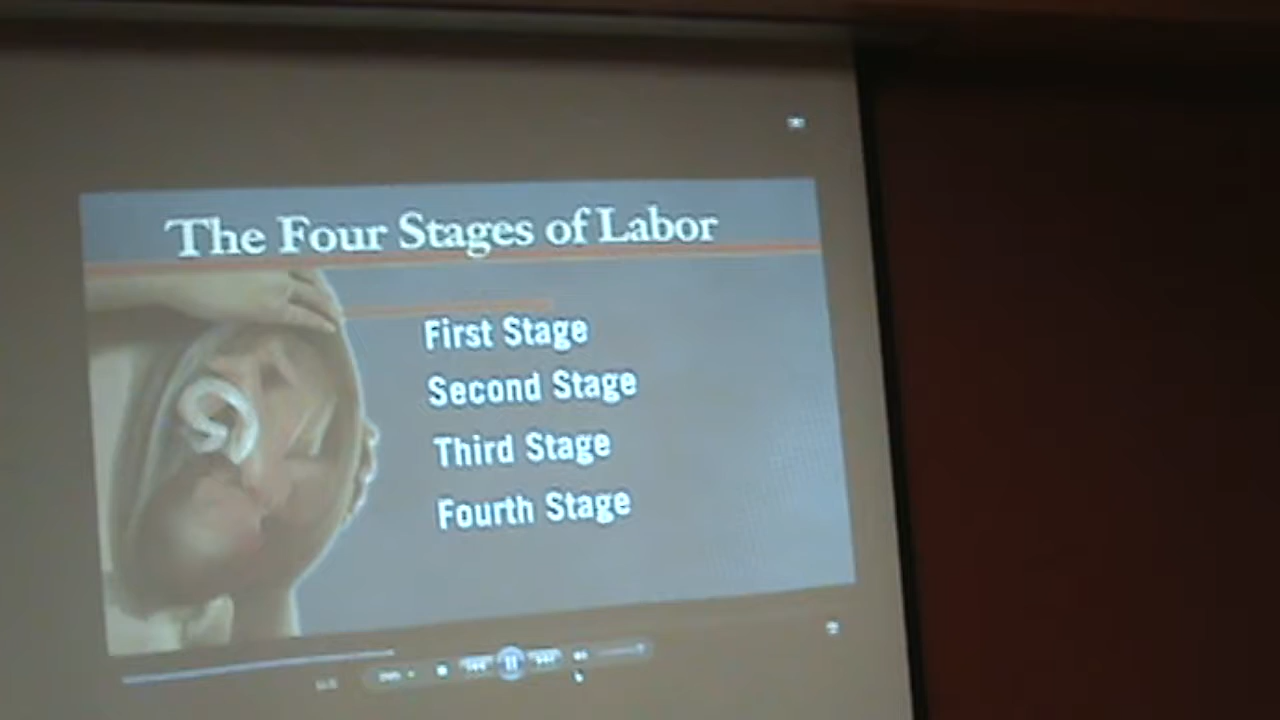 The Four Stages of Labor
First Stage
Second Stage
Third Stage
Fourth Stage